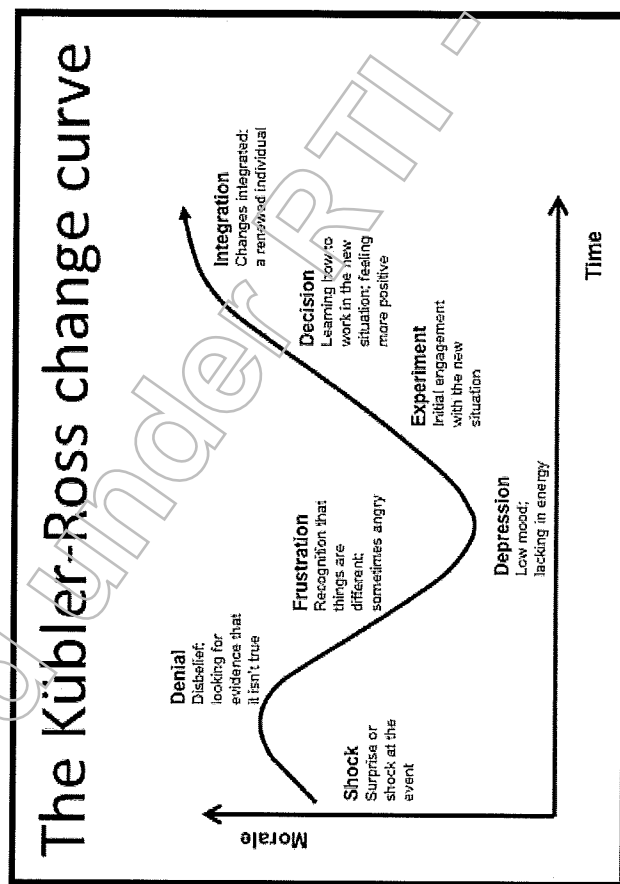 The Kübler-Ross change curve
Morale
Shock
Surprise or
shock at the
event
Denial
Disbelief;
looking for
evidence that
it isn't true
Frustration
Recognition that
things are
different;
sometimes angry
Depression
Low mood;
lacking in energy
Experiment
Initial engagement
with the new
situation
Decision
Learning how to
work in the new
situation; feeling
more positive
Integration
Changes integrated:
a renewed individual
Time
under RTI -